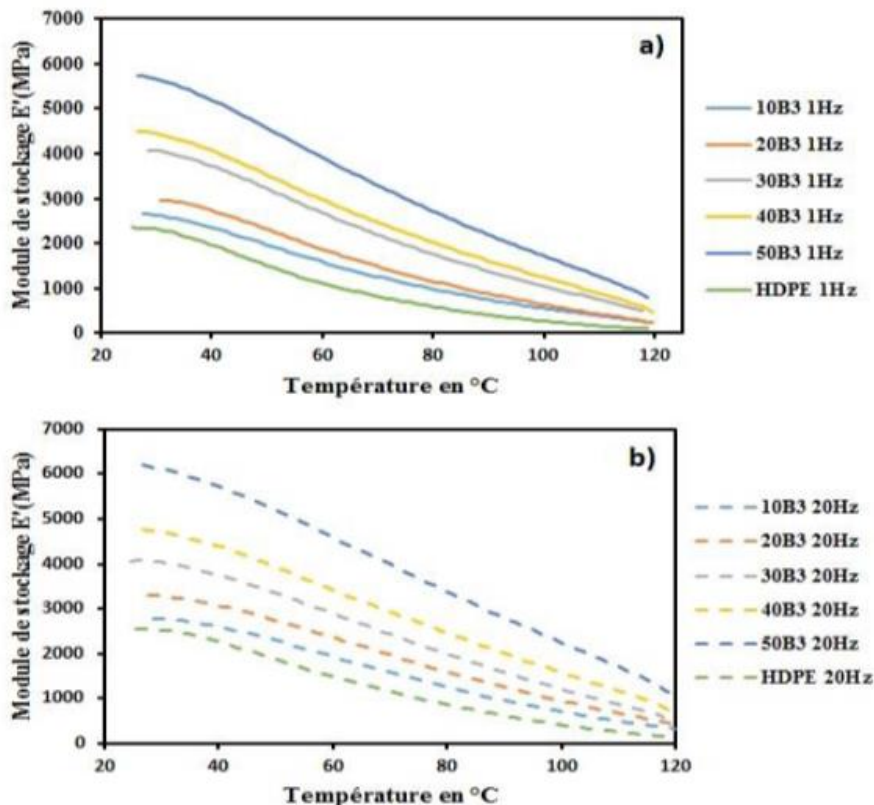 a)
Module de stockage E'(MPa)
7000
6000
5000
4000
3000
2000
1000
0
20
40
60
80
100
120
Température en °C
10B3 1Hz
20B3 1Hz
30B3 1Hz
40B3 1Hz
50B3 1Hz
HDPE 1Hz
b)
Module de stockage E'(MPa)
7000
6000
5000
4000
3000
2000
1000
0
20
40
60
80
100
120
Température en °C
10B3 20Hz
20B3 20Hz
30B3 20Hz
40B3 20Hz
50B3 20Hz
HDPE 20Hz